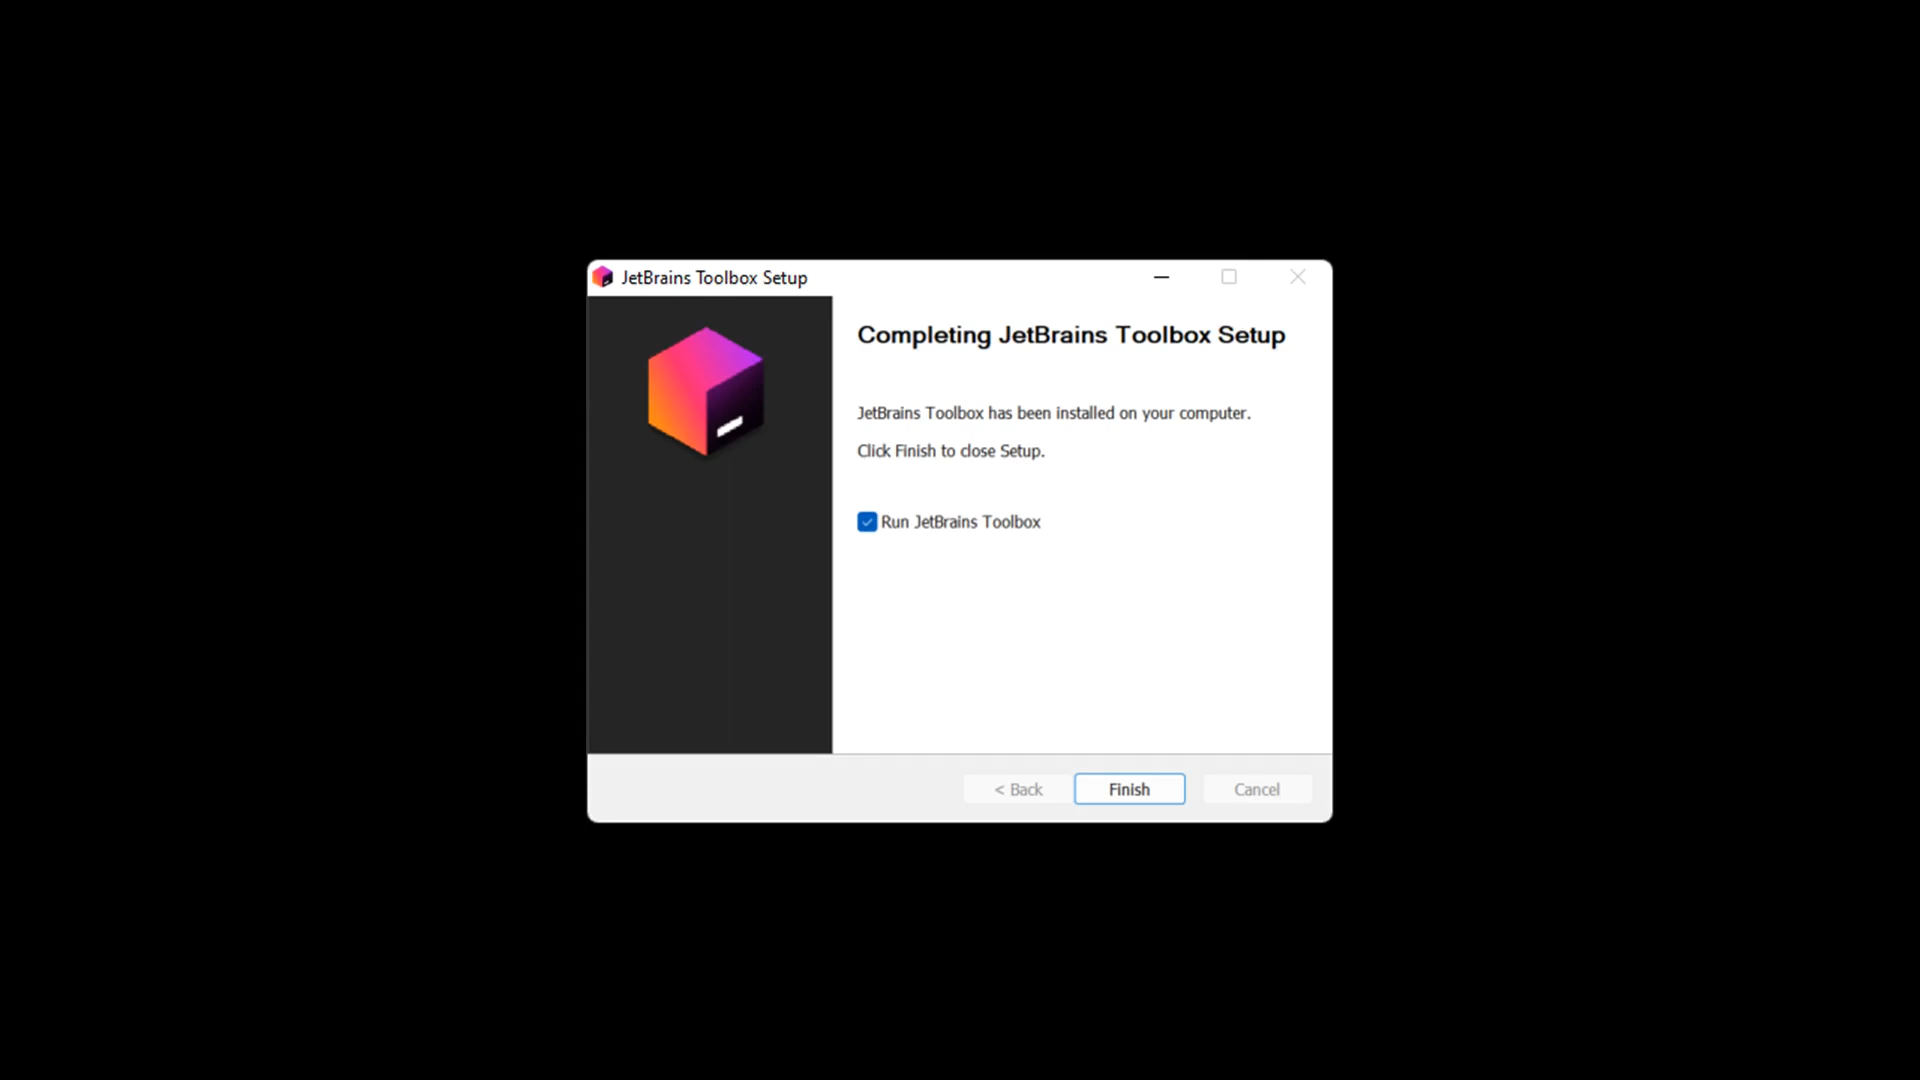 JetBrains Toolbox Setup
Completing JetBrains Toolbox Setup
JetBrains Toolbox has been installed on your computer.
Click Finish to close Setup.
Run JetBrains Toolbox
< Back
Finish
Cancel